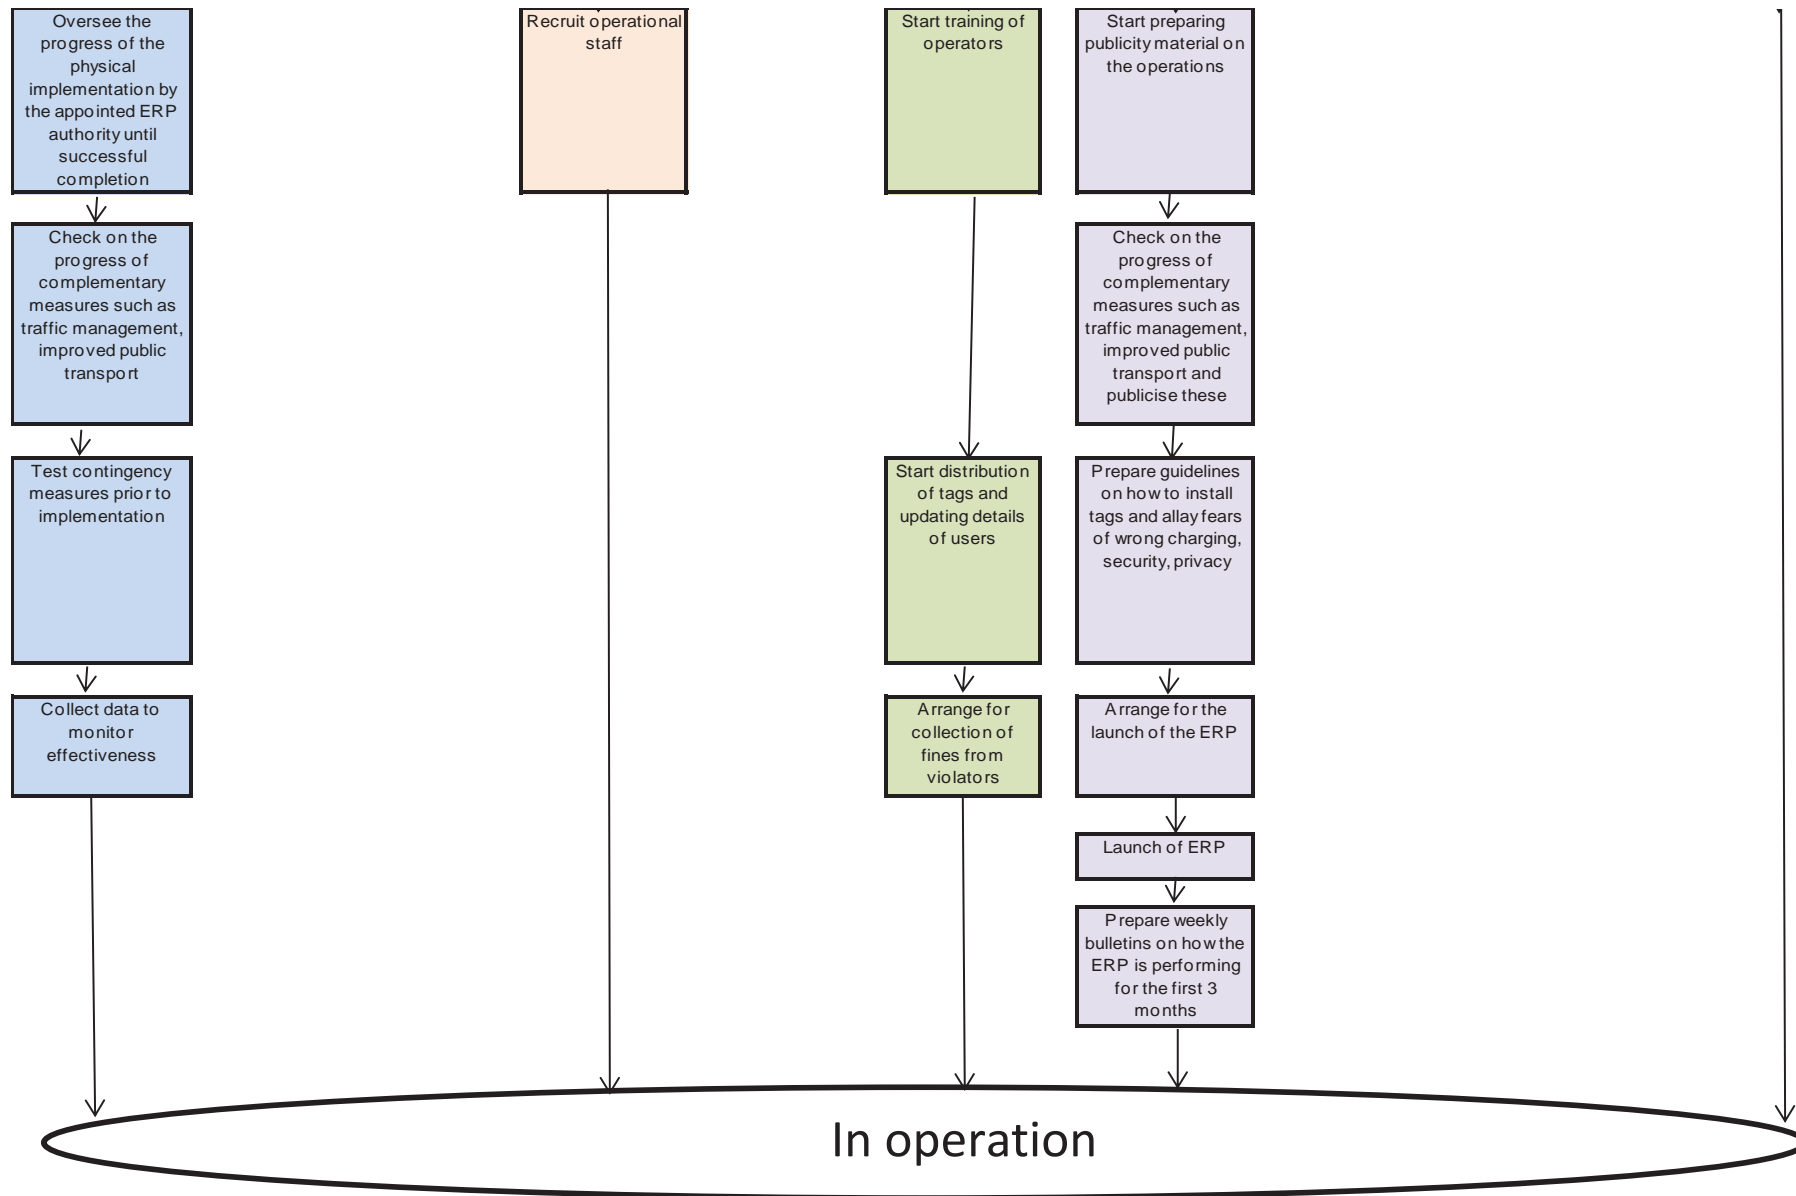 Oversee the
progress of the
physical
implementation by
the appointed ERP
authority until
successful
completion
Recruit operational
staff
Start training of
operators
Start preparing
publicity material on
the operations
Check on the
progress of
complementary
measures such as
traffic management,
improved public
transport
Check on the
progress of
complementary
measures such as
traffic management,
improved public
transport and
publicise these
Test contingency
measures prior to
implementation
Start distribution
of tags and
updating details
of users
Prepare guidelines
on how to install
tags and allay fears
of wrong charging,
security, privacy
Collect data to
monitor
effectiveness
Arrange for
collection of
fines from
violators
Arrange for the
launch of the ERP
Launch of ERP
Prepare weekly
bulletins on how the
ERP is performing
for the first 3
months
In operation